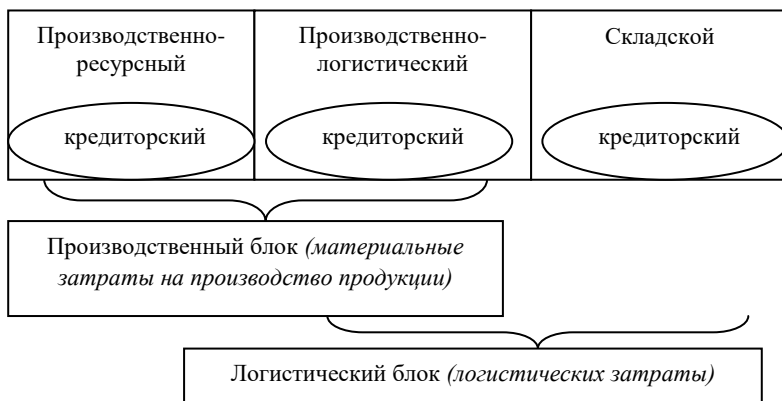 Производственно-
ресурсный
кредиторский
Производственно-
логистический
кредиторский
Складской
кредиторский
Производственный блок (материальные
затраты на производство продукции)
Логистический блок (логистических затраты)